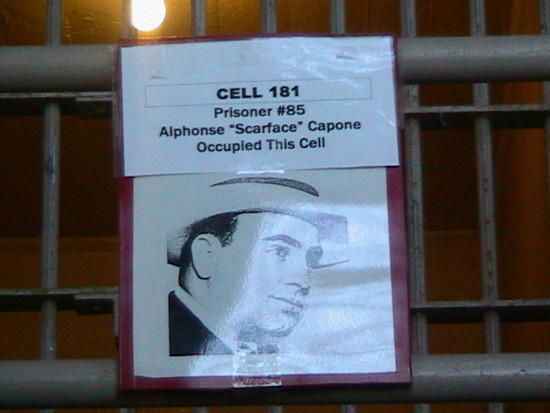 CELL 181
Prisoner #85
Alphonse "Scarface" Capone
Occupied This Cell